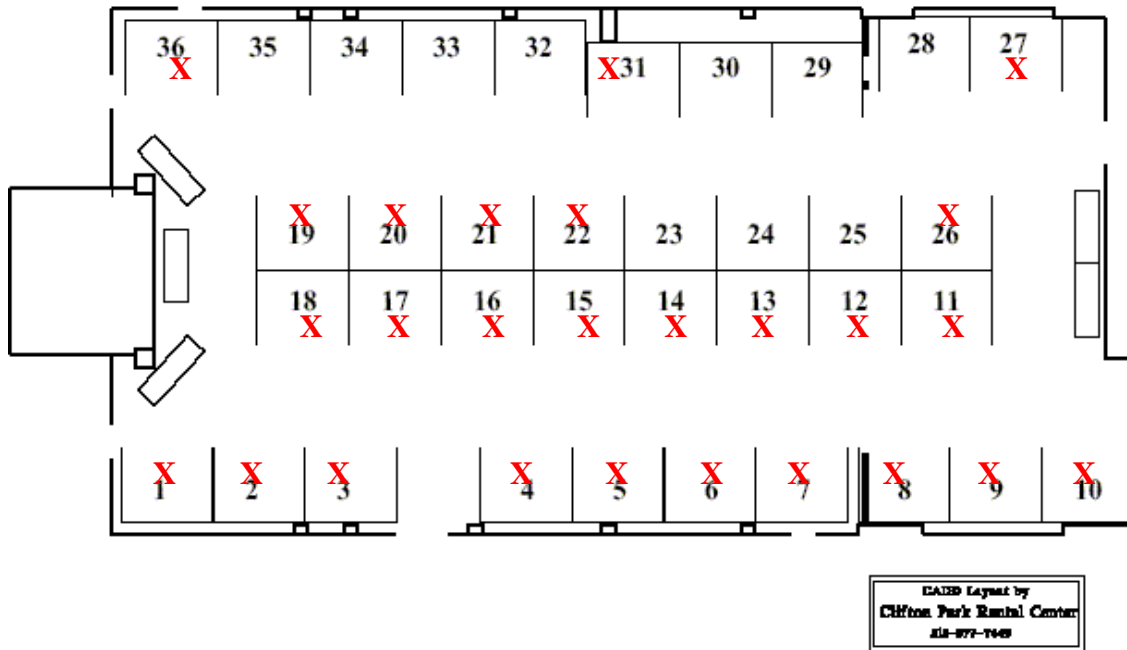 36 35 34 33 32 31 30 29 28 27
X X X
X X X X X
19 20 21 22 23 24 25 26
18 17 16 15 14 13 12 11
X X X X X X X X
X X X X X X X X X X
1 2 3 4 5 6 7 8 9 10
Layout by
Clifton Park Rental Center